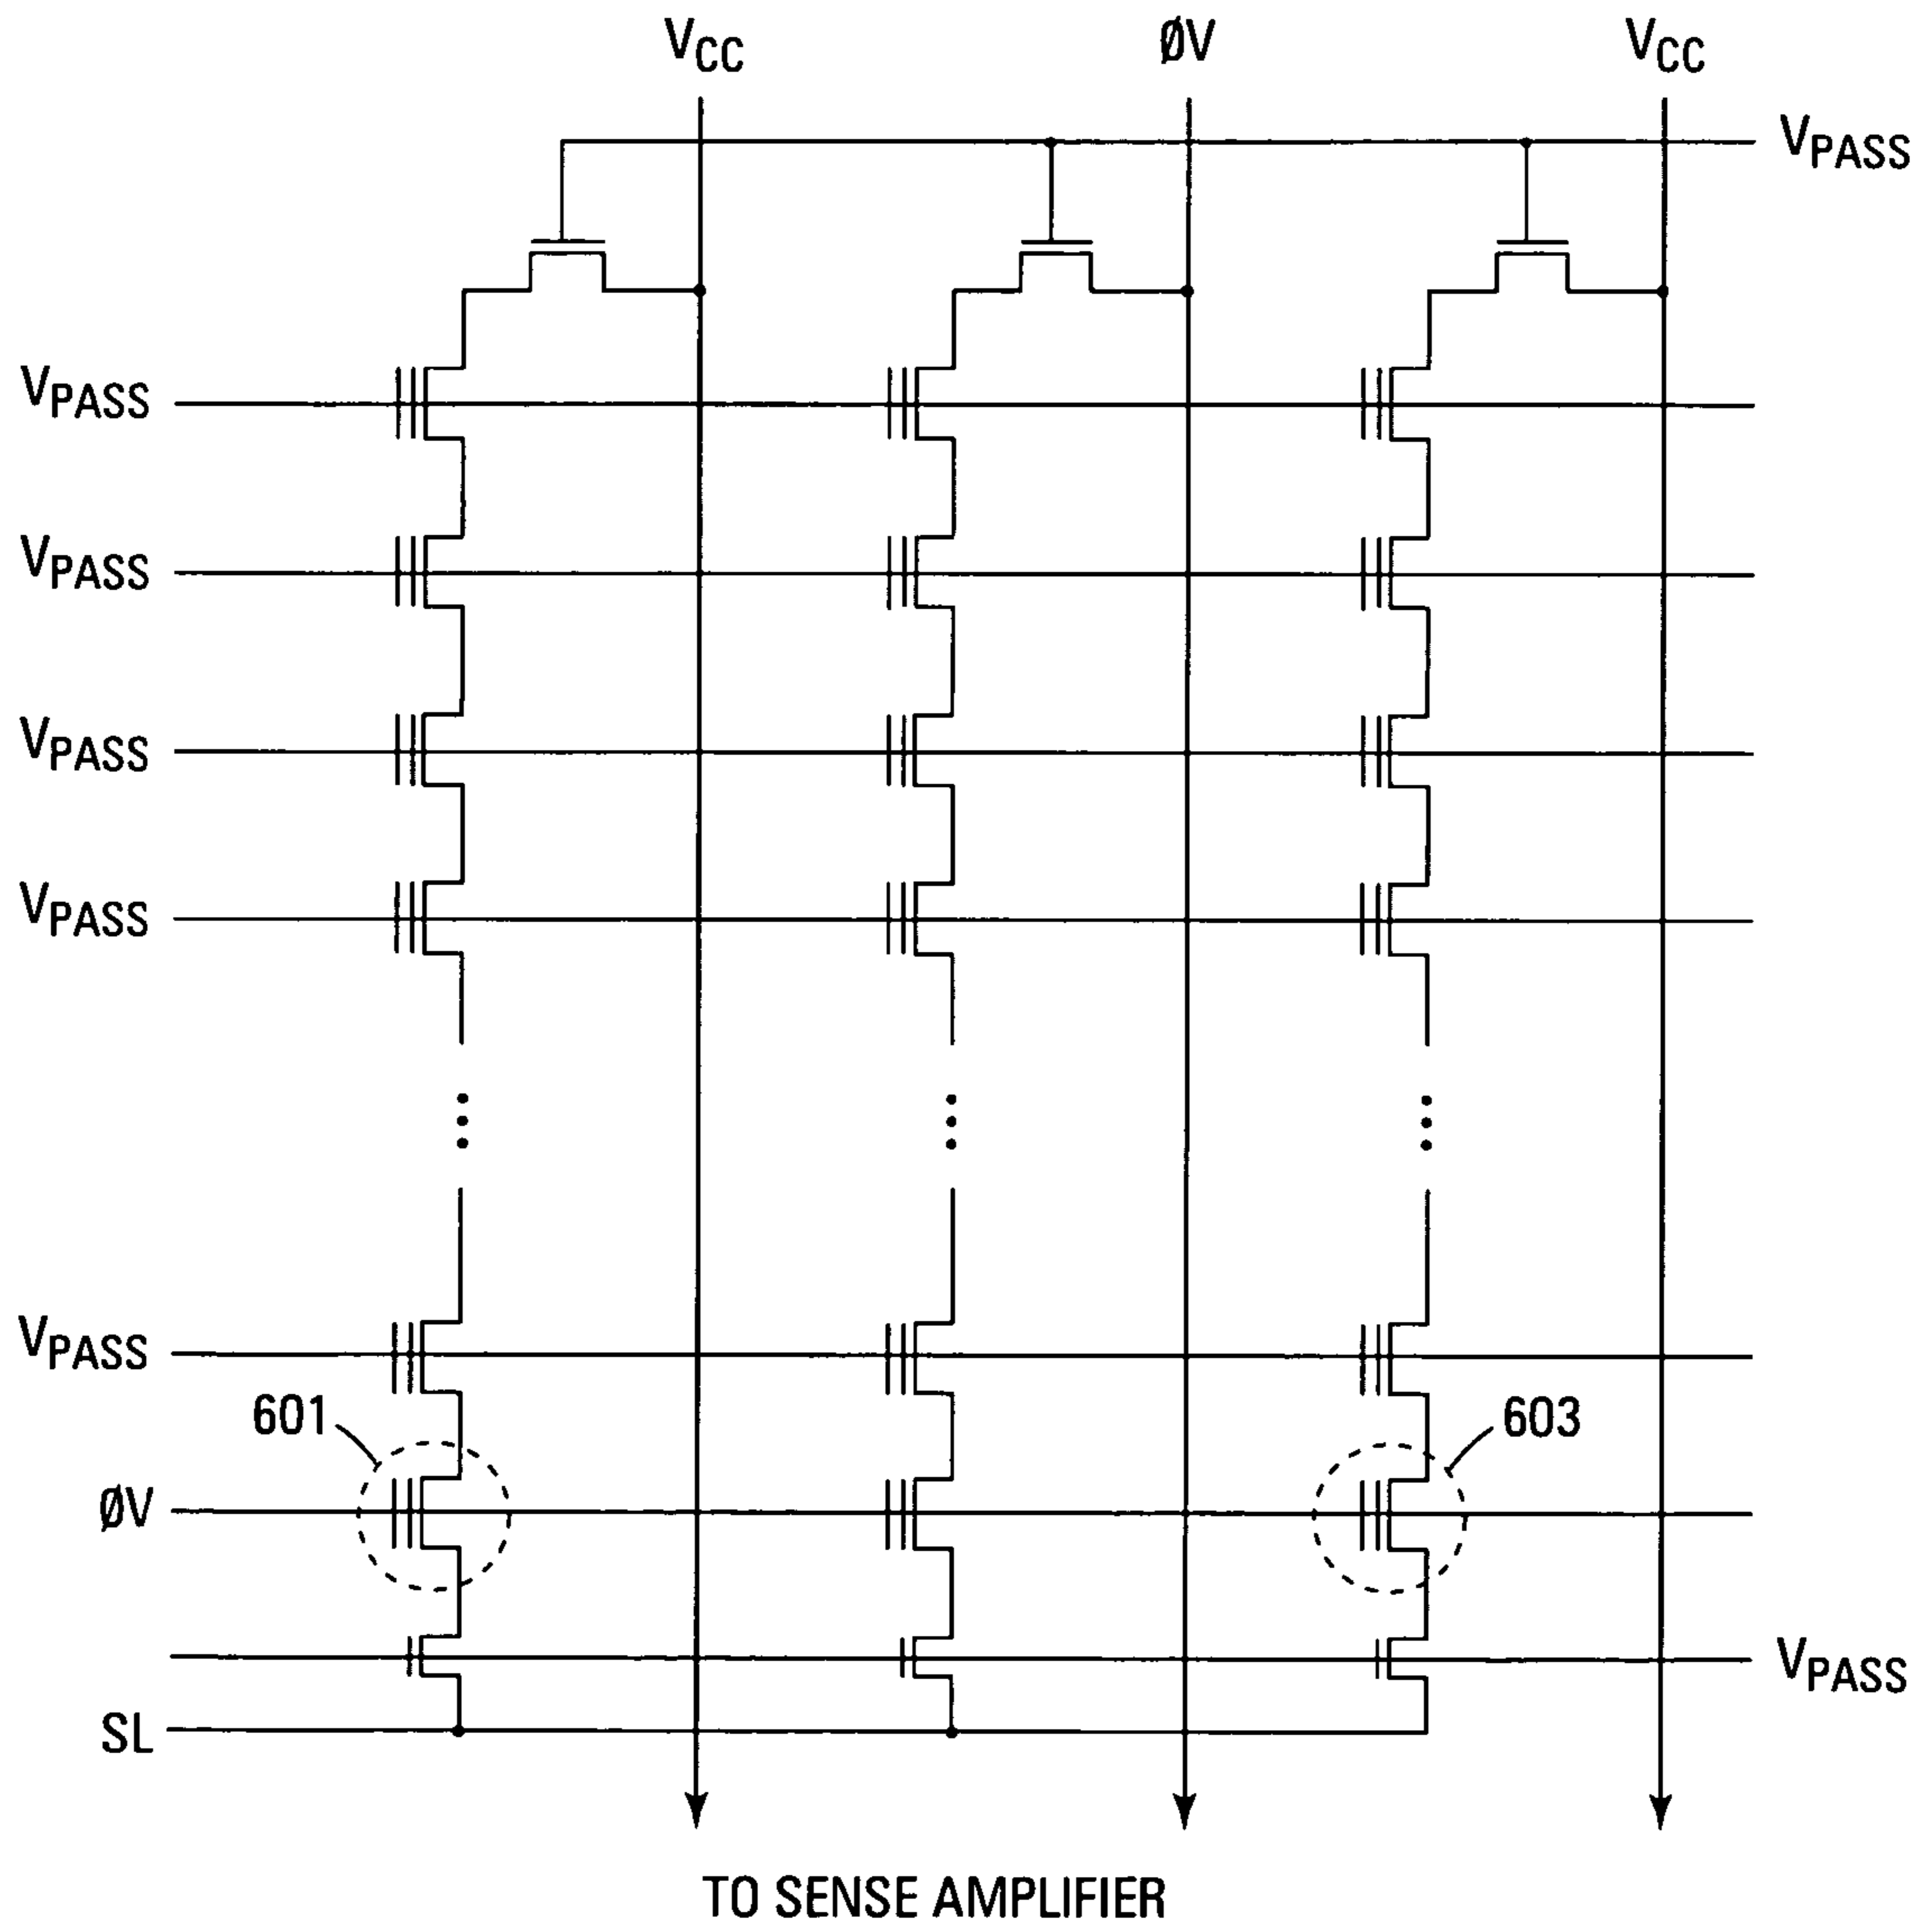 VCC ØV VCC
VPASS
VPASS
VPASS
VPASS
VPASS
VPASS
601 603
ØV
VPASS
SL
TO SENSE AMPLIFIER